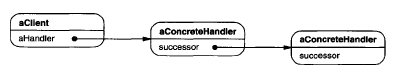 aClient
aHandler
aConcreteHandler
successor
aConcreteHandler
successor